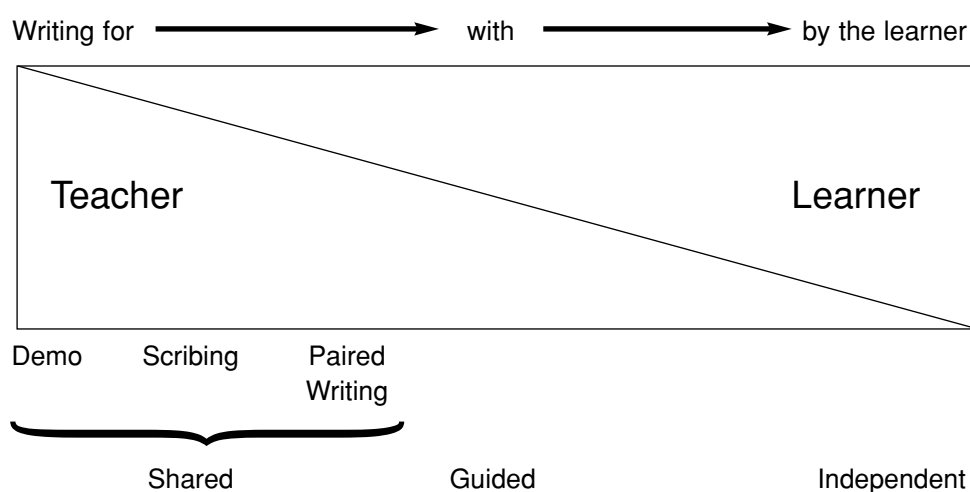 Writing for with by the learner
Teacher Learner
Demo Scribing Paired
Writing
Shared Guided Independent